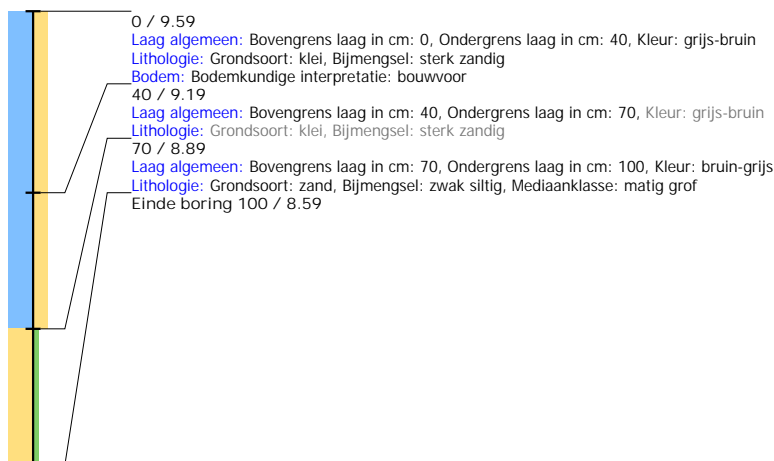 0 / 9.59
Laag algemeen: Bovengrens laag in cm: 0, Ondergrens laag in cm: 40, Kleur: grijs-bruin
Lithologie: Grondsoort: klei, Bijmengsel: sterk zandig
Bodem: Bodemkundige interpretatie: bouwvoor
40 / 9.19
Laag algemeen: Bovengrens laag in cm: 40, Ondergrens laag in cm: 70, Kleur: grijs-bruin
Lithologie: Grondsoort: klei, Bijmengsel: sterk zandig
70 / 8.89
Laag algemeen: Bovengrens laag in cm: 70, Ondergrens laag in cm: 100, Kleur: bruin-grijs
Lithologie: Grondsoort: zand, Bijmengsel: zwak siltig, Mediaanklasse: matig grof
Einde boring 100 / 8.59